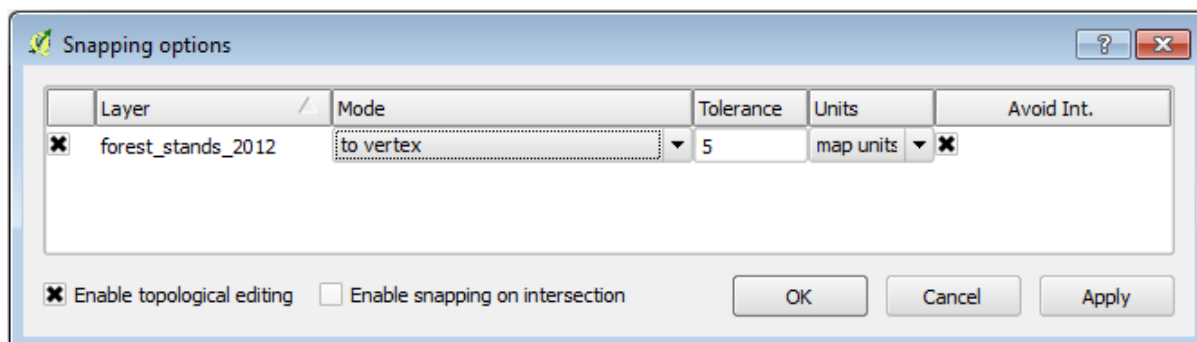 Snapping options
Layer Mode Tolerance Units Avoid Int.
forest_stands_2012 to vertex 5 map units
Enable topological editing Enable snapping on intersection OK Cancel Apply